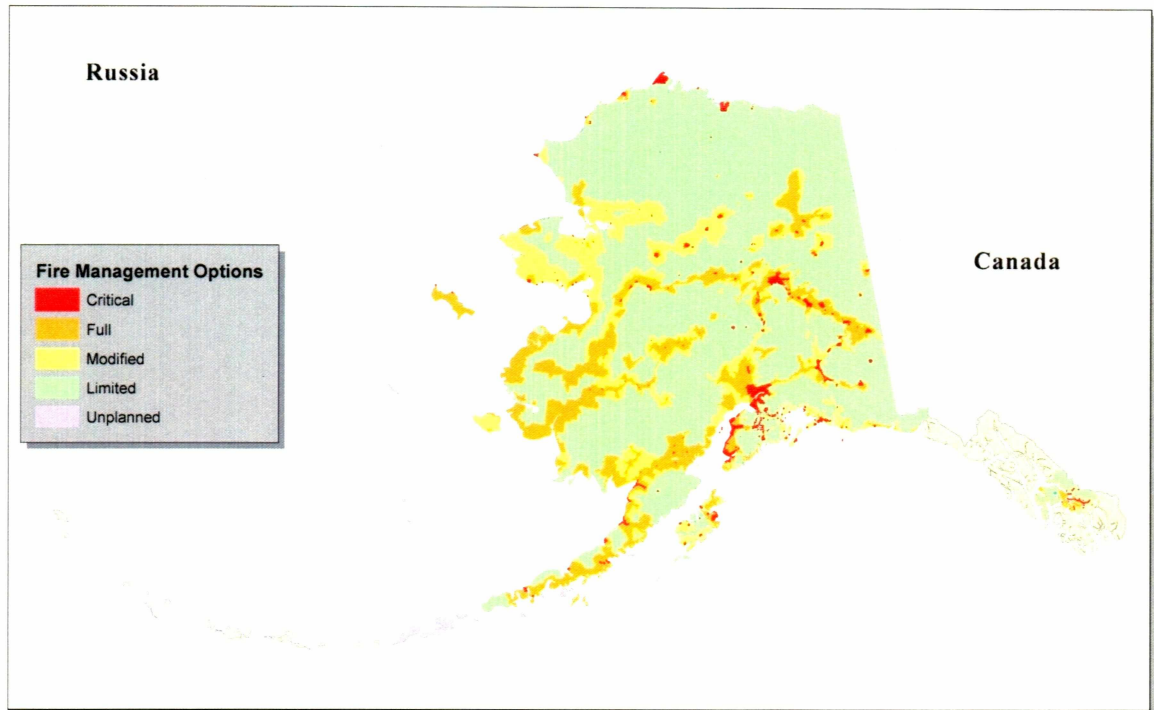 Russia
Canada
Fire Management Options
Critical
Full
Modified
Limited
Unplanned